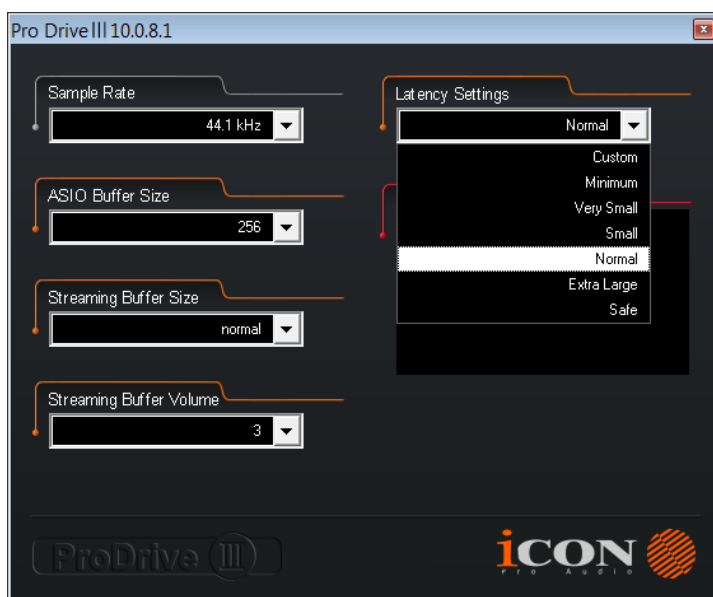 Pro Drive III 10.0.8.1
Sample Rate
44.1 kHz
ASIO Buffer Size
256
Streaming Buffer Size
normal
Streaming Buffer Volume
3
Latency Settings
Normal
Custom
Minimum
Very Small
Small
Normal
Extra Large
Safe
ProDrive III
iCON
Pro Audio